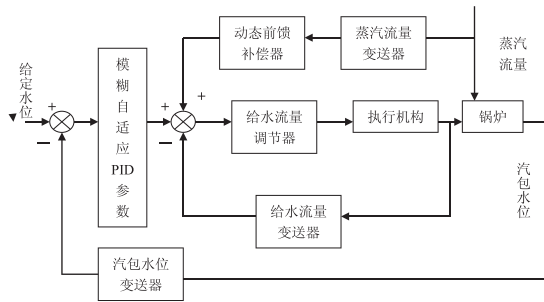 动态前馈
补偿器
蒸汽流量
变送器
蒸汽
流量
给定水位
+
−
模糊自适应
PID
参数
+
+
−
给水流量
调节器
执行机构
锅炉
汽包水位
给水流量
变送器
汽包水位
变送器